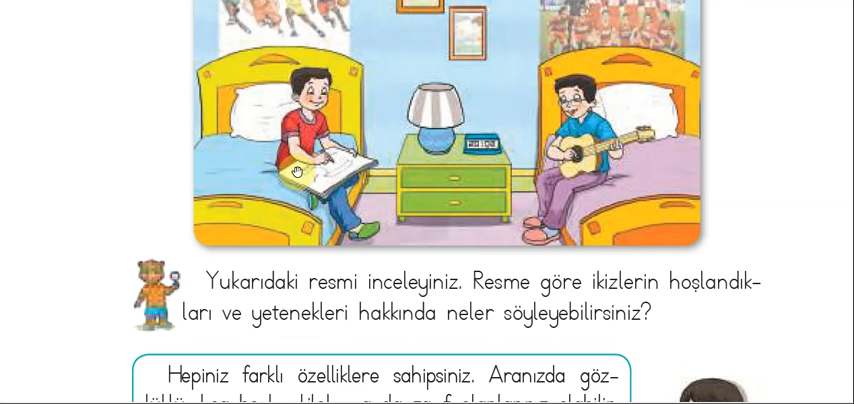 Yukarıdaki resmi inceleyiniz. Resme göre ikizlerin hoşlandık-
ları ve yetenekleri hakkında neler söyleyebilirsiniz?
Hepiniz farklı özelliklere sahipsiniz. Aranızda göz-